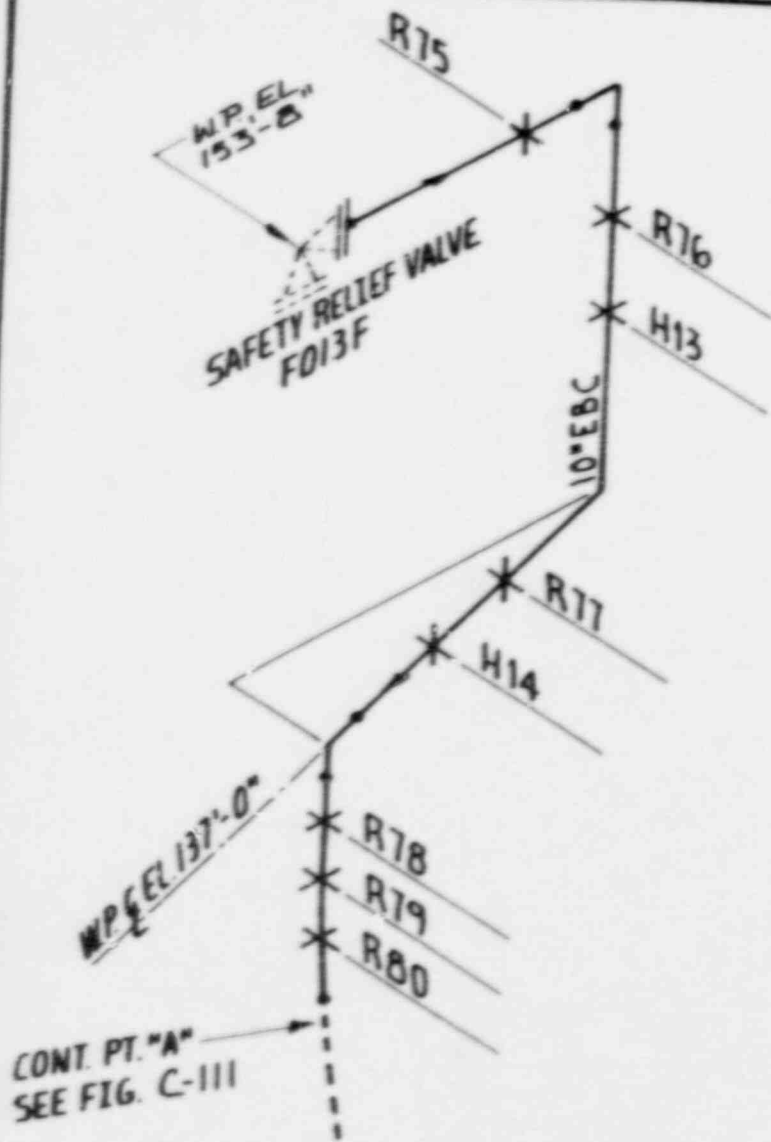 R75
W.P. EL.
153'-8"
R76
SAFETY RELIEF VALVE
F013F
H13
10" EBC
R77
H14
W.P. ℄ EL. 137'-0"
R78
R79
R80
CONT. PT. "A"
SEE FIG. C-111